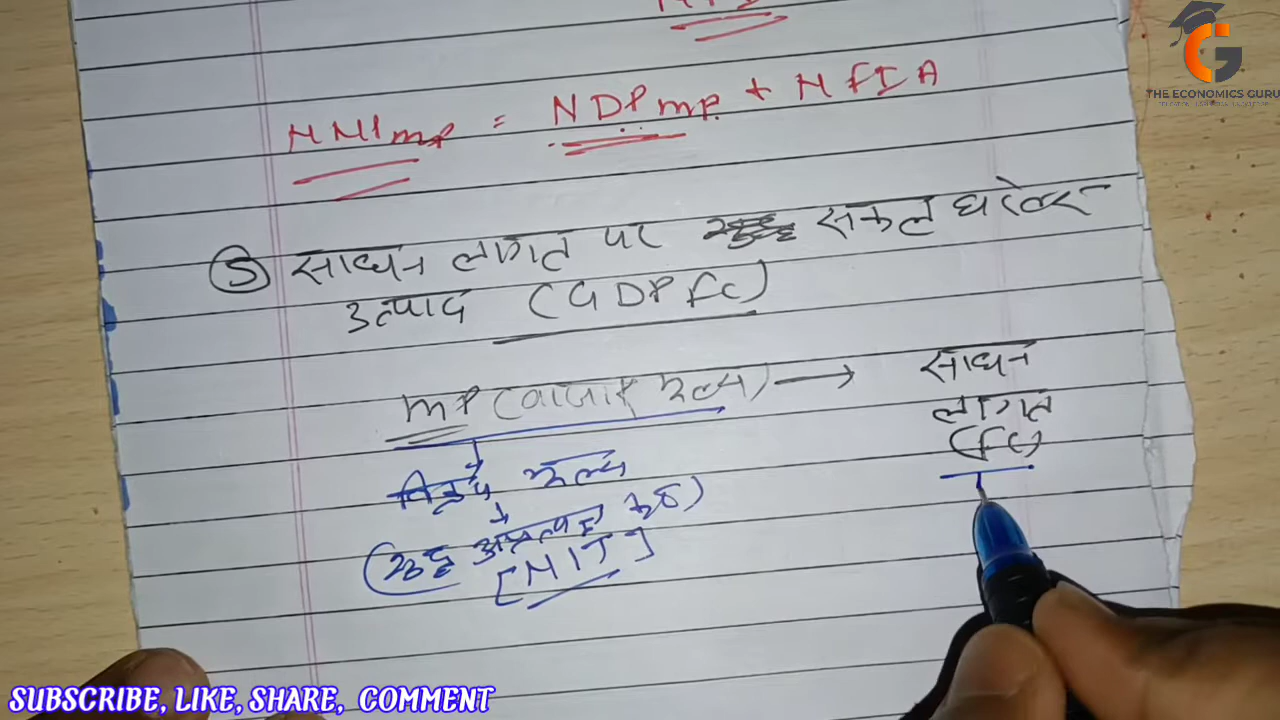 THE ECONOMICS GURU
NNPmp = NDPmp + NFIA
⑤ साधन लागत पर सकल घरेलू
उत्पाद (GDPFC)
MP (बाजार मूल्य) → साधन
लागत
(FC)
विक्रय मूल्य
(शुद्ध अप्रत्यक्ष कर)
[NIT]
SUBSCRIBE, LIKE, SHARE, COMMENT